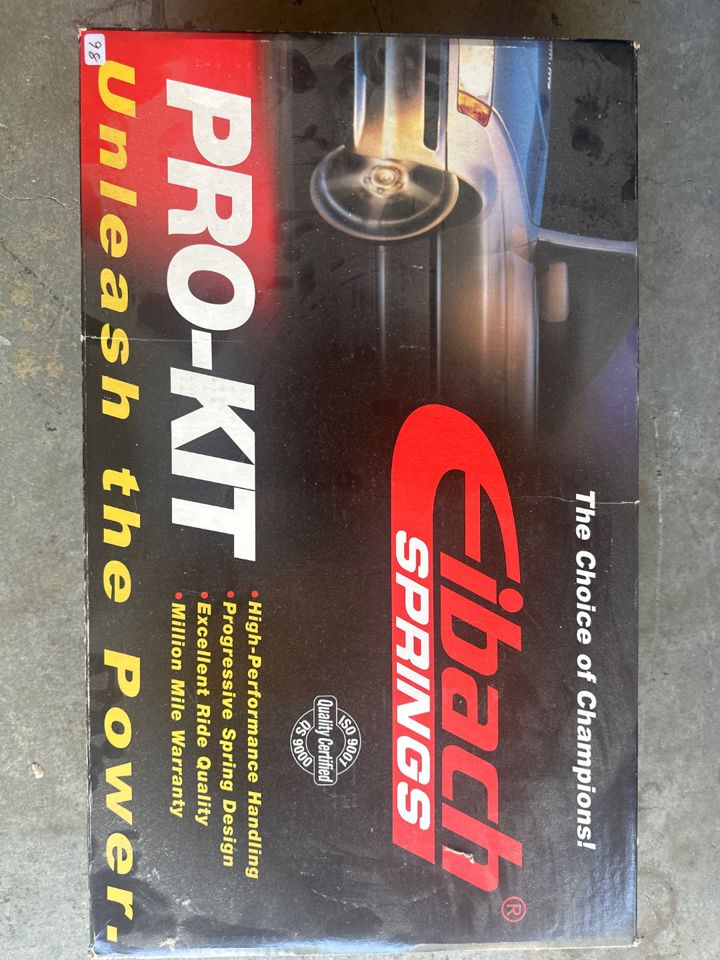 The Choice of Champions!
Eibach®
SPRINGS
ISO 9001
Quality Certified
QS 9000
PRO-KIT
• High-Performance Handling
• Progressive Spring Design
• Excellent Ride Quality
• Million Mile Warranty
Unleash the Power.
98